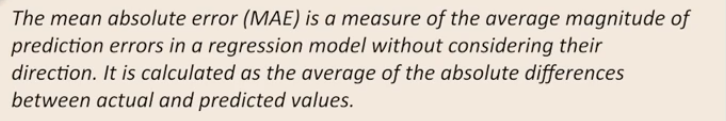 The mean absolute error (MAE) is a measure of the average magnitude of
prediction errors in a regression model without considering their
direction. It is calculated as the average of the absolute differences
between actual and predicted values.